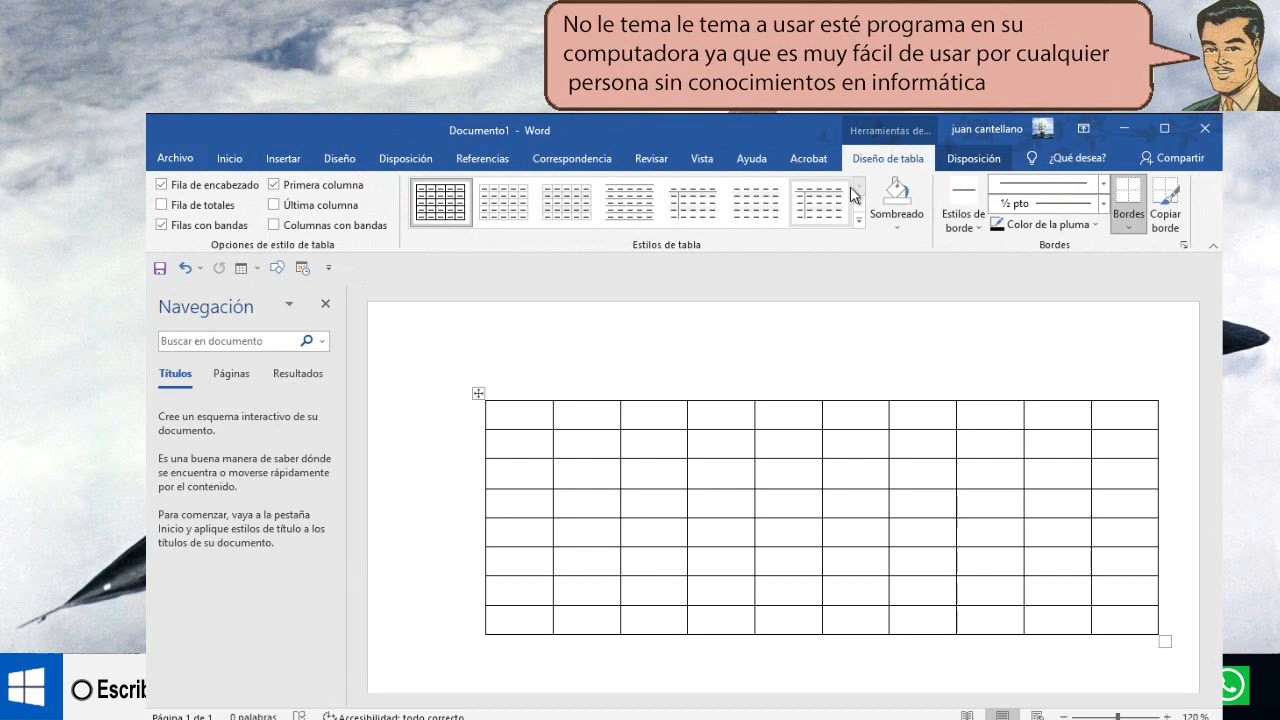 No le tema le tema a usar esté programa en su
computadora ya que es muy fácil de usar por cualquier
persona sin conocimientos en informática
Documento1 - Word
Herramientas de...
juan cantellano
Archivo
Inicio
Insertar
Diseño
Disposición
Referencias
Correspondencia
Revisar
Vista
Ayuda
Acrobat
Diseño de tabla
Disposición
¿Qué desea?
Compartir
Fila de encabezado
Primera columna
Fila de totales
Última columna
Filas con bandas
Columnas con bandas
Opciones de estilo de tabla
Estilos de tabla
Sombreado
Estilos de
borde
½ pto
Color de la pluma
Bordes
Copiar
borde
Bordes
Navegación
Buscar en documento
Títulos
Páginas
Resultados
Cree un esquema interactivo de su
documento.
Es una buena manera de saber dónde
se encuentra o moverse rápidamente
por el contenido.
Para comenzar, vaya a la pestaña
Inicio y aplique estilos de título a los
títulos de su documento.
Escrib
Página 1 de 1
0 palabras
Accesibilidad: todo correcto
120 %